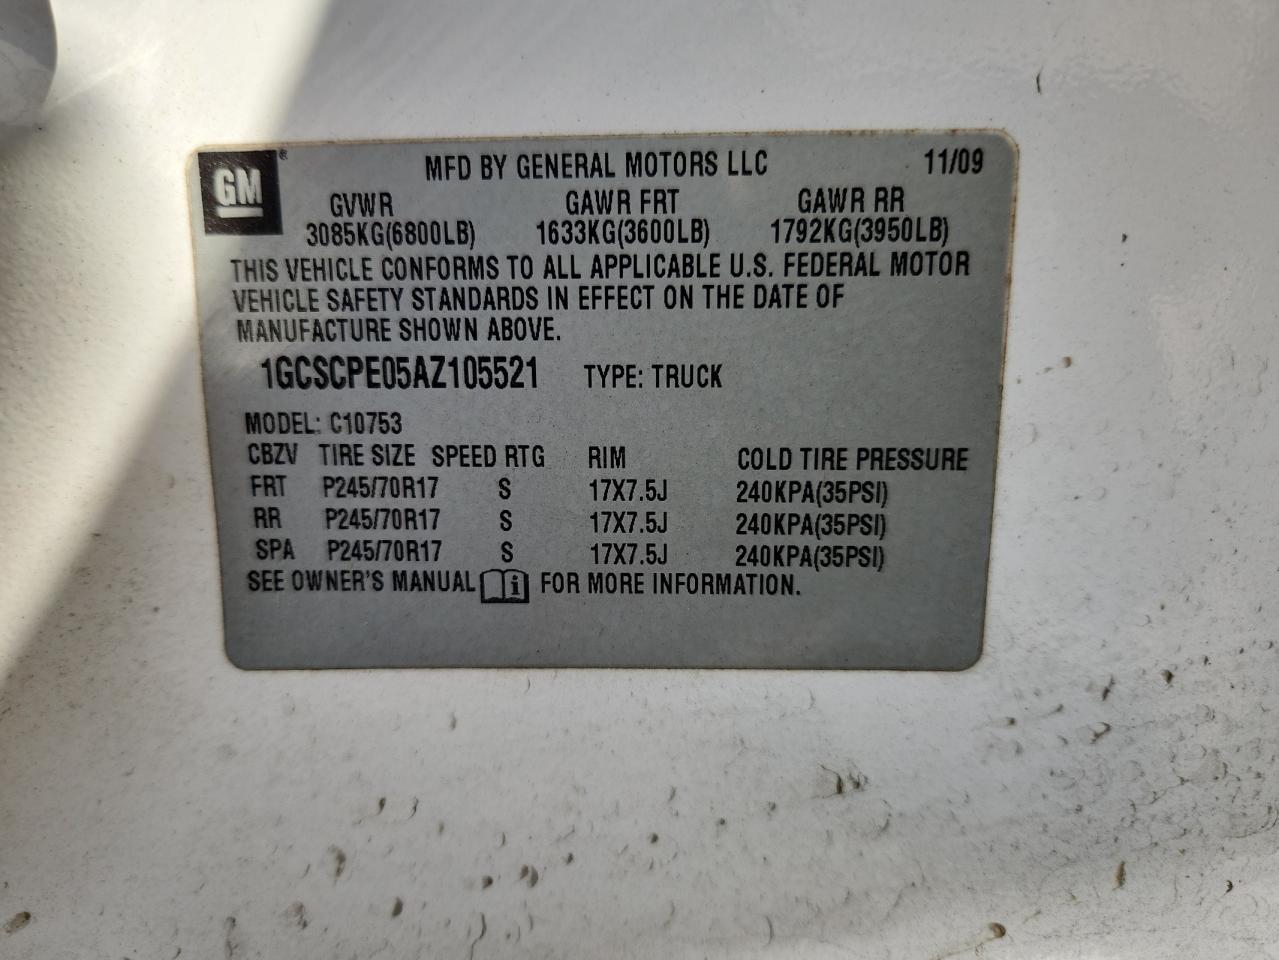 GM® MFD BY GENERAL MOTORS LLC 11/09
GVWR GAWR FRT GAWR RR
3085KG(6800LB) 1633KG(3600LB) 1792KG(3950LB)
THIS VEHICLE CONFORMS TO ALL APPLICABLE U.S. FEDERAL MOTOR
VEHICLE SAFETY STANDARDS IN EFFECT ON THE DATE OF
MANUFACTURE SHOWN ABOVE.
1GCSCPE05AZ105521 TYPE: TRUCK
MODEL: C10753
CBZV TIRE SIZE SPEED RTG RIM COLD TIRE PRESSURE
FRT P245/70R17 S 17X7.5J 240KPA(35PSI)
RR P245/70R17 S 17X7.5J 240KPA(35PSI)
SPA P245/70R17 S 17X7.5J 240KPA(35PSI)
SEE OWNER'S MANUAL i FOR MORE INFORMATION.